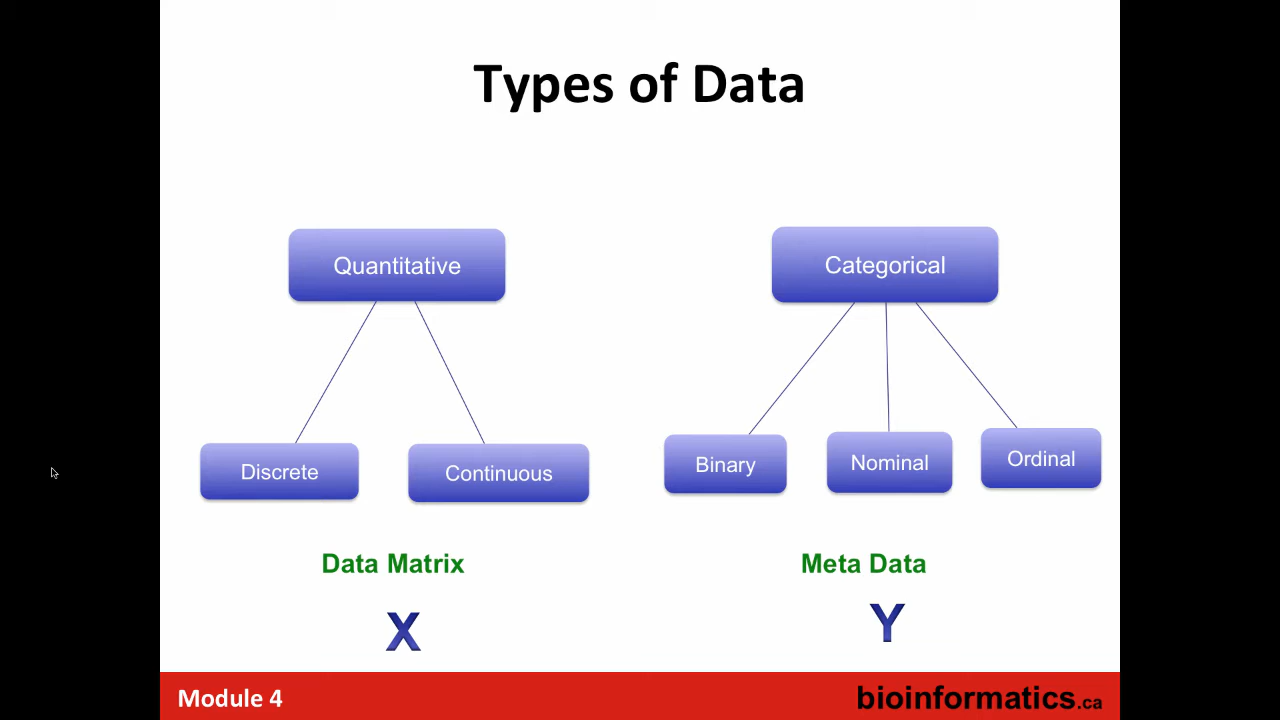 Types of Data
Quantitative
Categorical
Discrete
Continuous
Binary
Nominal
Ordinal
Data Matrix
Meta Data
X
Y
Module 4
bioinformatics.ca